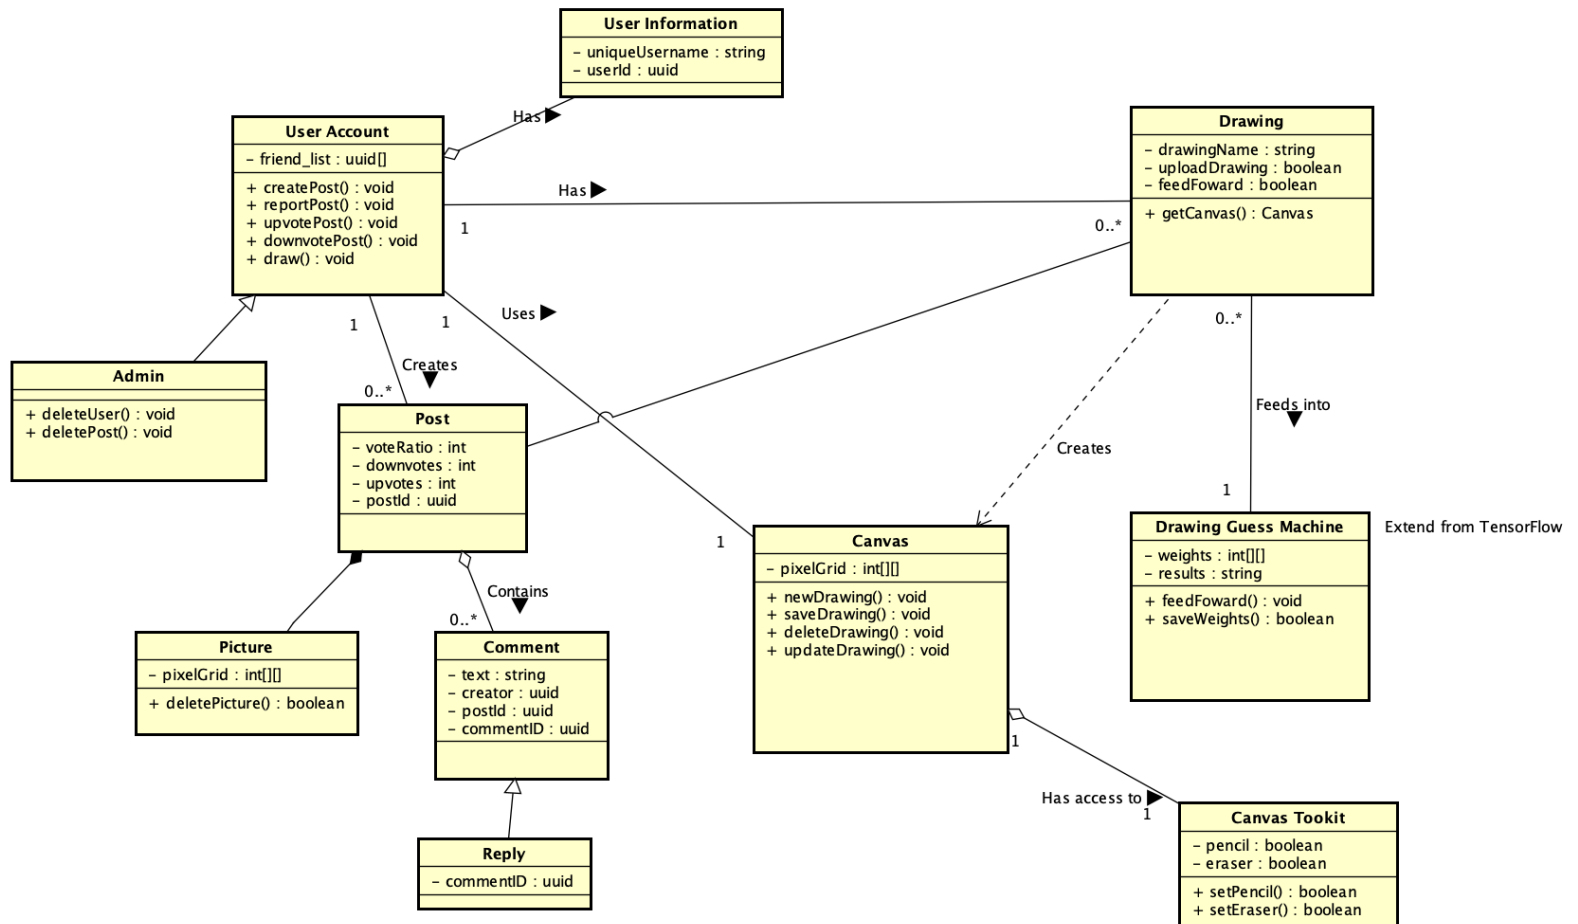 User Information
– uniqueUsername : string
– userId : uuid
Has
User Account
– friend_list : uuid[]
+ createPost() : void
+ reportPost() : void
+ upvotePost() : void
+ downvotePost() : void
+ draw() : void
Drawing
– drawingName : string
– uploadDrawing : boolean
– feedFoward : boolean
+ getCanvas() : Canvas
Has
1
0..*
Uses
1
1
0..*
Creates
0..*
Admin
+ deleteUser() : void
+ deletePost() : void
Post
– voteRatio : int
– downvotes : int
– upvotes : int
– postId : uuid
Feeds into
Creates
1
1
Drawing Guess Machine
– weights : int[][]
– results : string
+ feedFoward() : void
+ saveWeights() : boolean
Extend from TensorFlow
Canvas
– pixelGrid : int[][]
+ newDrawing() : void
+ saveDrawing() : void
+ deleteDrawing() : void
+ updateDrawing() : void
Contains
0..*
Picture
– pixelGrid : int[][]
+ deletePicture() : boolean
Comment
– text : string
– creator : uuid
– postId : uuid
– commentID : uuid
1
Has access to
1
Canvas Tookit
– pencil : boolean
– eraser : boolean
+ setPencil() : boolean
+ setEraser() : boolean
Reply
– commentID : uuid